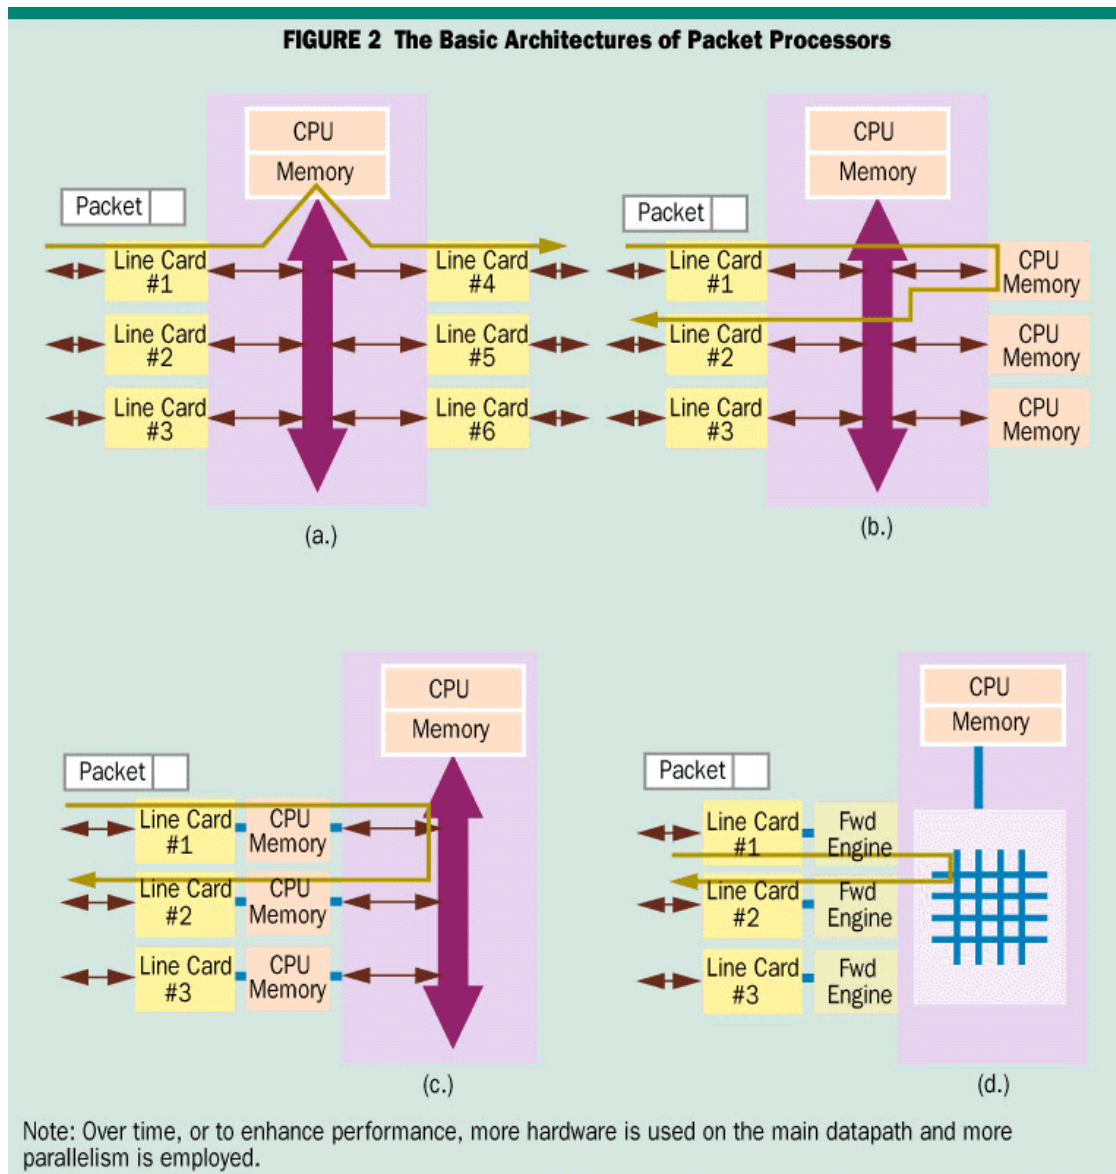 FIGURE 2 The Basic Architectures of Packet Processors
CPU
Memory
Packet
Line Card
#1
Line Card
#2
Line Card
#3
Line Card
#4
Line Card
#5
Line Card
#6
(a.)
CPU
Memory
Packet
Line Card
#1
Line Card
#2
Line Card
#3
CPU
Memory
CPU
Memory
CPU
Memory
(b.)
CPU
Memory
Packet
Line Card
#1
CPU
Memory
Line Card
#2
CPU
Memory
Line Card
#3
CPU
Memory
(c.)
CPU
Memory
Packet
Line Card
#1
Fwd
Engine
Line Card
#2
Fwd
Engine
Line Card
#3
Fwd
Engine
(d.)
Note: Over time, or to enhance performance, more hardware is used on the main datapath and more
parallelism is employed.